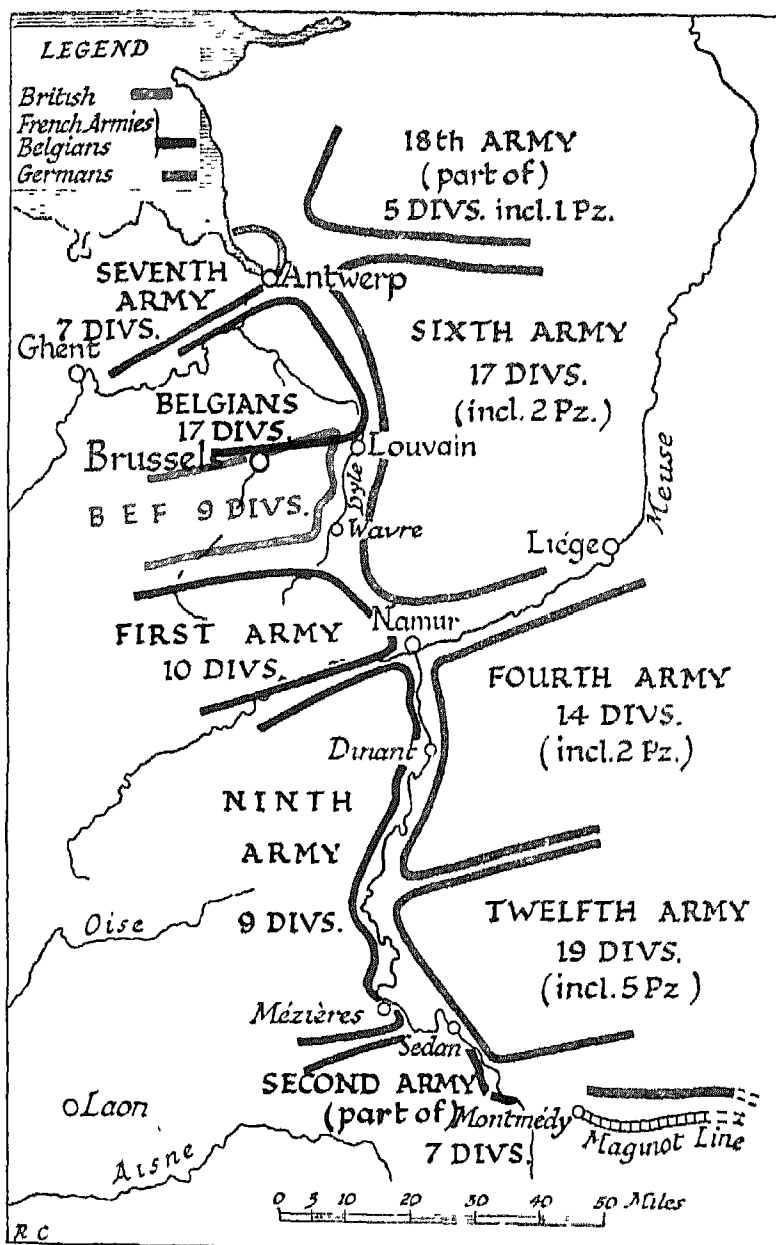 LEGEND
British
French Armies
Belgians
Germans
18th ARMY
(part of)
5 DIVS. incl. 1 Pz.
SEVENTH
ARMY
7 DIVS.
Antwerp
Ghent
SIXTH ARMY
17 DIVS.
(incl. 2 Pz.)
BELGIANS
17 DIVS.
Brussels
Louvain
Dyle
Meuse
BEF 9 DIVS.
Wavre
Liége
FIRST ARMY
10 DIVS.
Namur
FOURTH ARMY
14 DIVS.
(incl. 2 Pz.)
Dinant
NINTH
ARMY
9 DIVS.
Oise
TWELFTH ARMY
19 DIVS.
(incl. 5 Pz)
Mézières
Sedan
SECOND ARMY
(part of)
7 DIVS.
Montmédy
Maginot Line
Laon
Aisne
0 5 10 20 30 40 50 Miles
R C